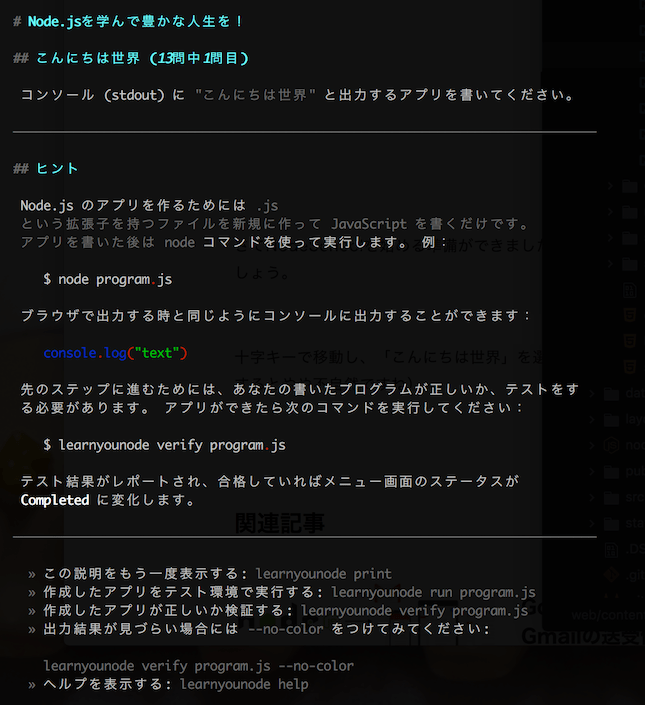 # Node.jsを学んで豊かな人生を！
## こんにちは世界 (13問中1問目)
コンソール (stdout) に "こんにちは世界" と出力するアプリを書いてください。
## ヒント
Node.js のアプリを作るためには .js
という拡張子を持つファイルを新規に作って JavaScript を書くだけです。
アプリを書いた後は node コマンドを使って実行します。 例：
$ node program.js
しょう。
ブラウザで出力する時と同じようにコンソールに出力することができます：
console.log("text")
先のステップに進むためには、あなたの書いたプログラムが正しいか、テストをす
る必要があります。 アプリができたら次のコマンドを実行してください：
$ learnyounode verify program.js
テスト結果がレポートされ、合格していればメニュー画面のステータスが
Completed に変化します。
関連記事
» この説明をもう一度表示する: learnyounode print
» 作成したアプリをテスト環境で実行する: learnyounode run program.js
» 作成したアプリが正しいか検証する: learnyounode verify program.js
» 出力結果が見づらい場合には --no-color をつけてみてください:
learnyounode verify program.js --no-color
» ヘルプを表示する: learnyounode help
web/conten
Gmailの送受